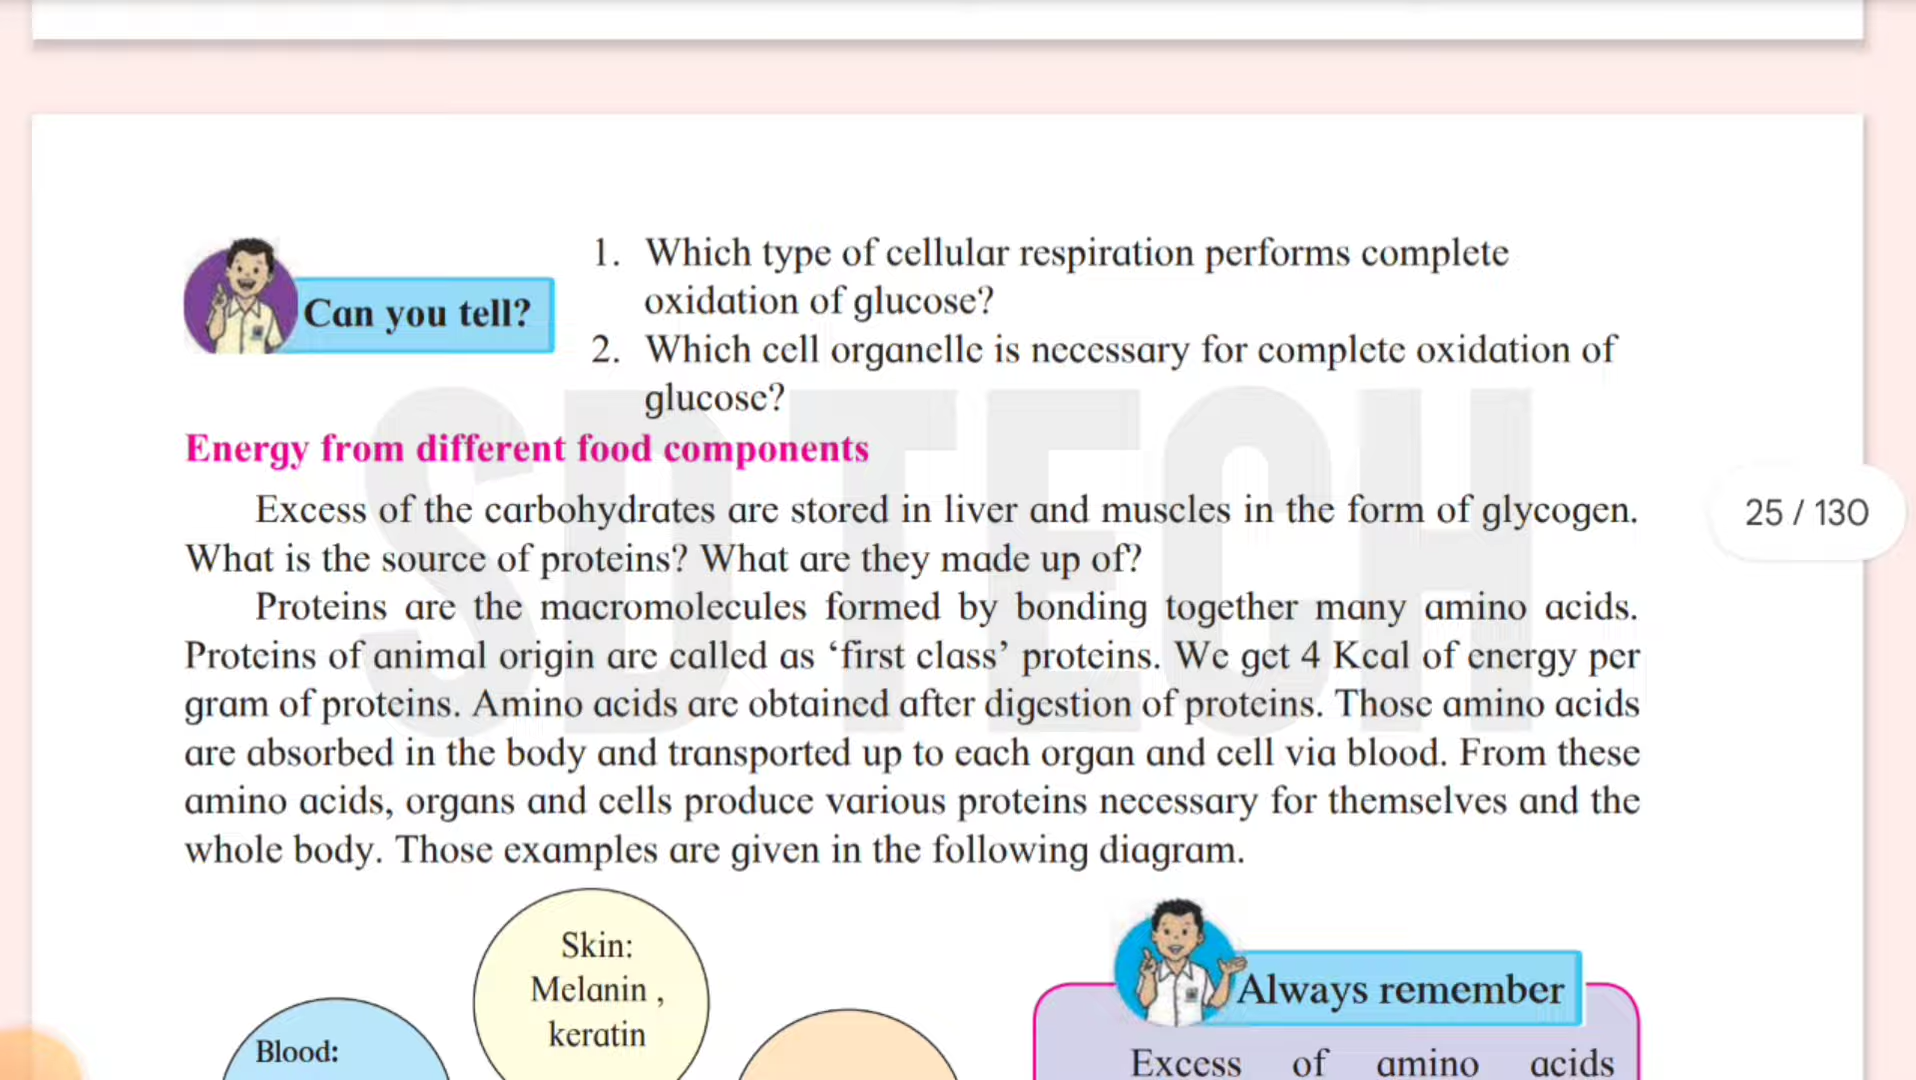 1. Which type of cellular respiration performs complete
oxidation of glucose?
Can you tell?
2. Which cell organelle is necessary for complete oxidation of
glucose?
Energy from different food components
Excess of the carbohydrates are stored in liver and muscles in the form of glycogen.
What is the source of proteins? What are they made up of?
25 / 130
Proteins are the macromolecules formed by bonding together many amino acids.
Proteins of animal origin are called as ‘first class’ proteins. We get 4 Kcal of energy per
gram of proteins. Amino acids are obtained after digestion of proteins. Those amino acids
are absorbed in the body and transported up to each organ and cell via blood. From these
amino acids, organs and cells produce various proteins necessary for themselves and the
whole body. Those examples are given in the following diagram.
SDTECH
Skin:
Melanin ,
keratin
Blood:
Always remember
Excess of amino acids